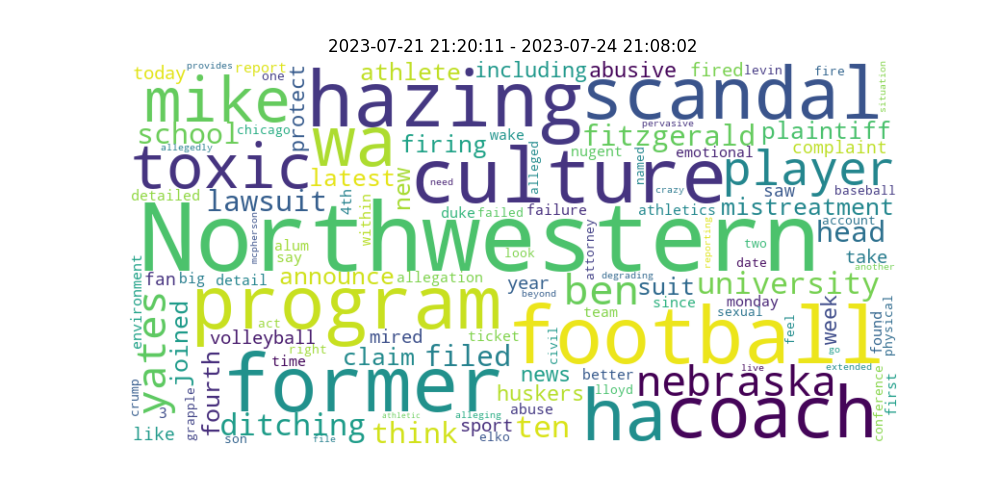 2023-07-21 21:20:11 - 2023-07-24 21:08:02
provides
today
report
one
protect
athlete
including
abusive
fired
levin
fire
situation
mike
hazing
scandal
pervasive
school
chicago
wa
firing
wake
fitzgerald
plaintiff
allegedly
toxic
latest
new
culture
alleged
nugent
named
emotional
complaint
player
need
crazy
saw
baseball
detailed
lawsuit
4th
within
duke
failed
failure
athletics
mistreatment
account
Northwestern
mcpherson
alum
say
look
attorney
reporting
two
date
head
take
another
environment
fan
big
detail
announce
allegation
year
beyond
degrading
ben
suit
university
since
monday
sexual
yates
joined
program
act
team
football
feel
week
go
found
physical
volleyball
mired
ticket
civil
right
time
claim
filed
news
better
live
extended
conference
first
crump
3
grapple
fourth
former
huskers
lloyd
nebraska
abuse
ha
coach
like
ditching
son
file
athletic
think
alleging
sport
elko
ten